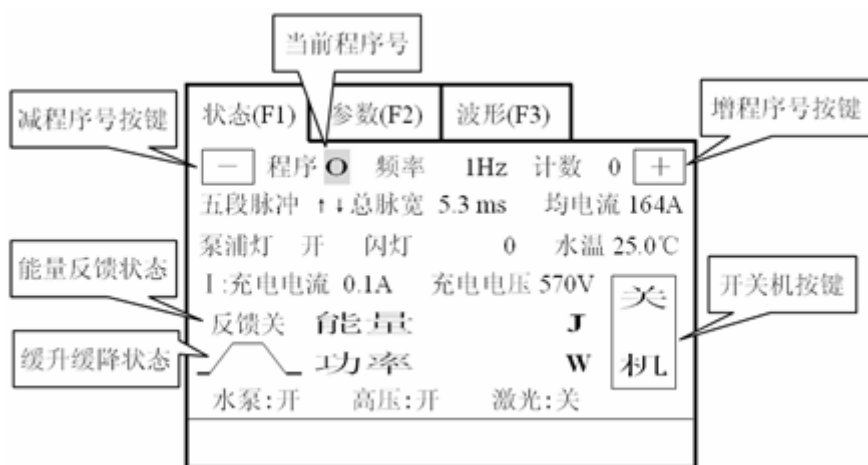 当前程序号
减程序号按键
增程序号按键
状态(F1) 参数(F2) 波形(F3)
－ 程序 O 频率 1Hz 计数 0 ＋
五段脉冲 ↑↓总脉宽 5.3 ms 均电流 164A
泵浦灯 开 闪灯 0 水温 25.0℃
能量反馈状态
I:充电电流 0.1A 充电电压 570V
关机
开关机按键
反馈关 能量 J
缓升缓降状态
功率 W
水泵:开 高压:开 激光:关